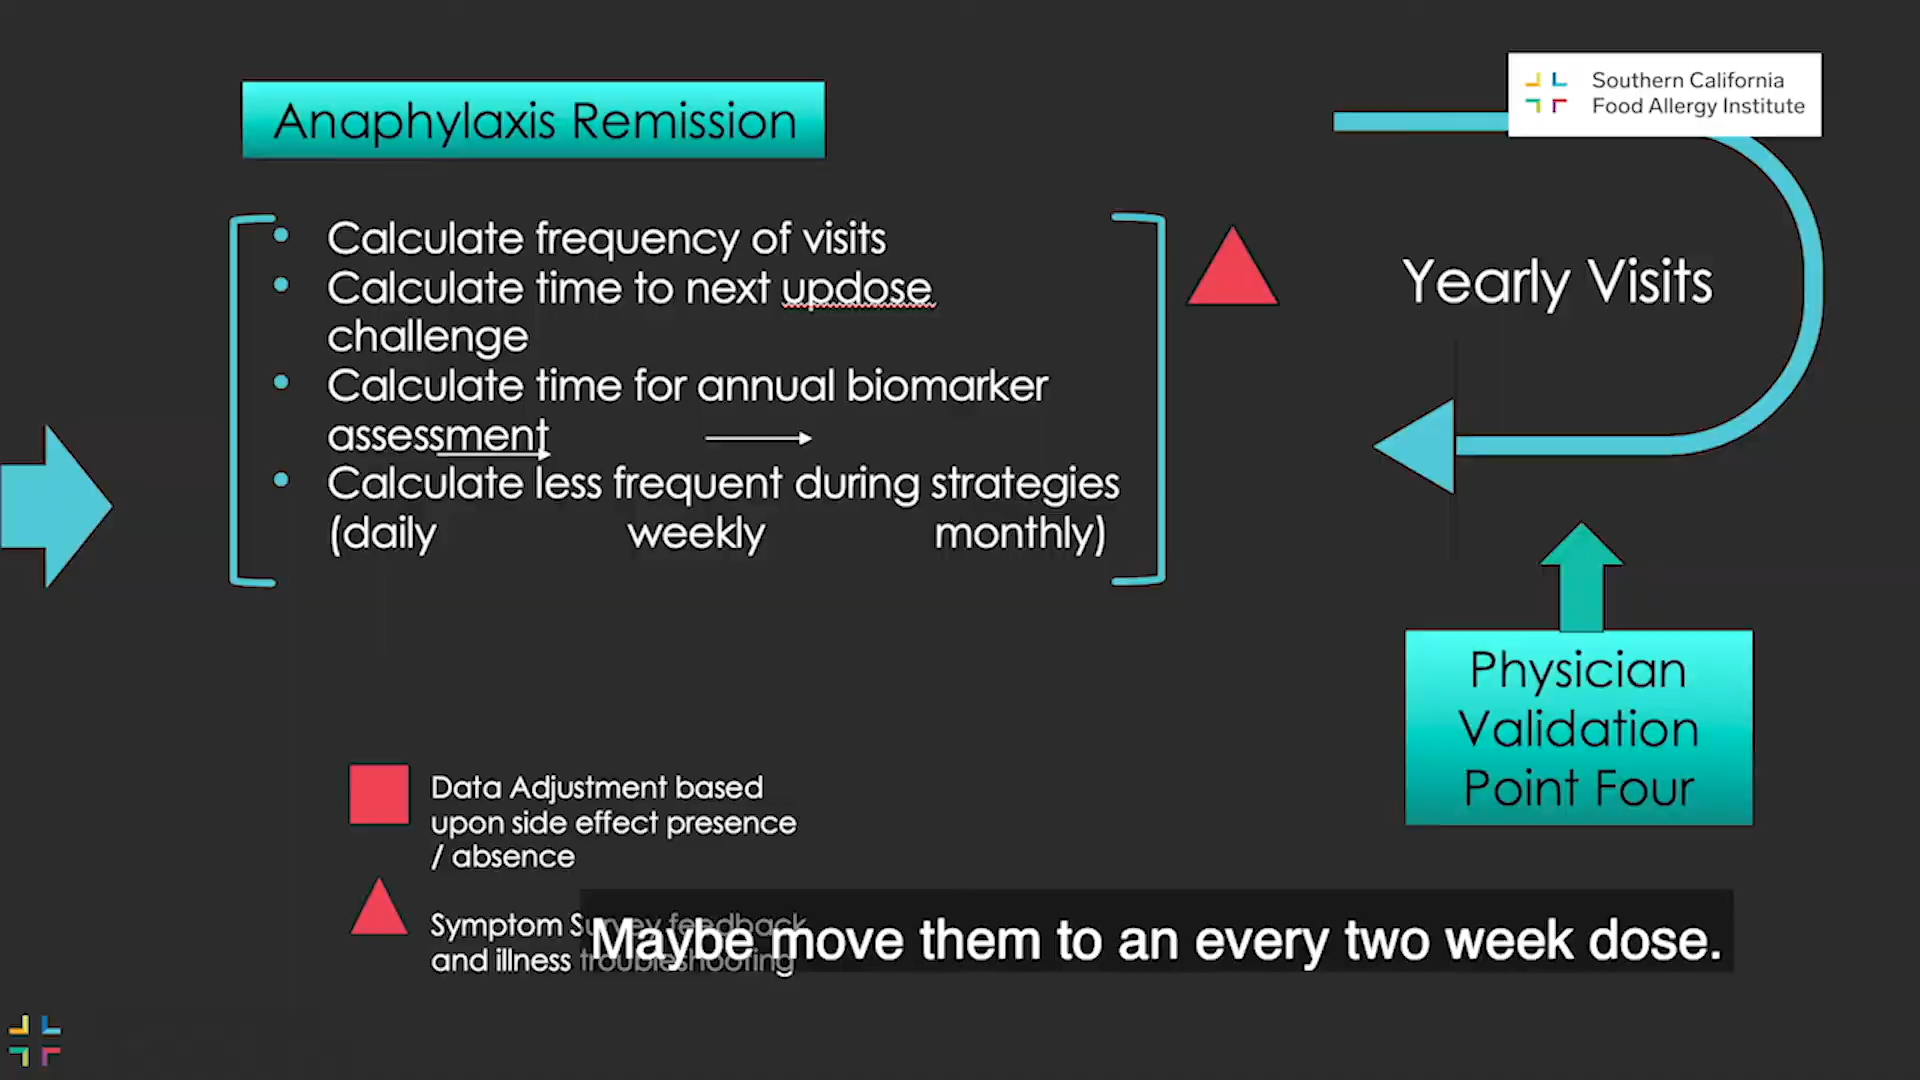 Southern California
Food Allergy Institute
Anaphylaxis Remission
Calculate frequency of visits
Calculate time to next updose
challenge
Calculate time for annual biomarker
assessment
Calculate less frequent during strategies
(daily weekly monthly)
Yearly Visits
Physician
Validation
Point Four
Data Adjustment based
upon side effect presence
/ absence
Symptom Survey feedback
and illness troubleshooting
Maybe move them to an every two week dose.